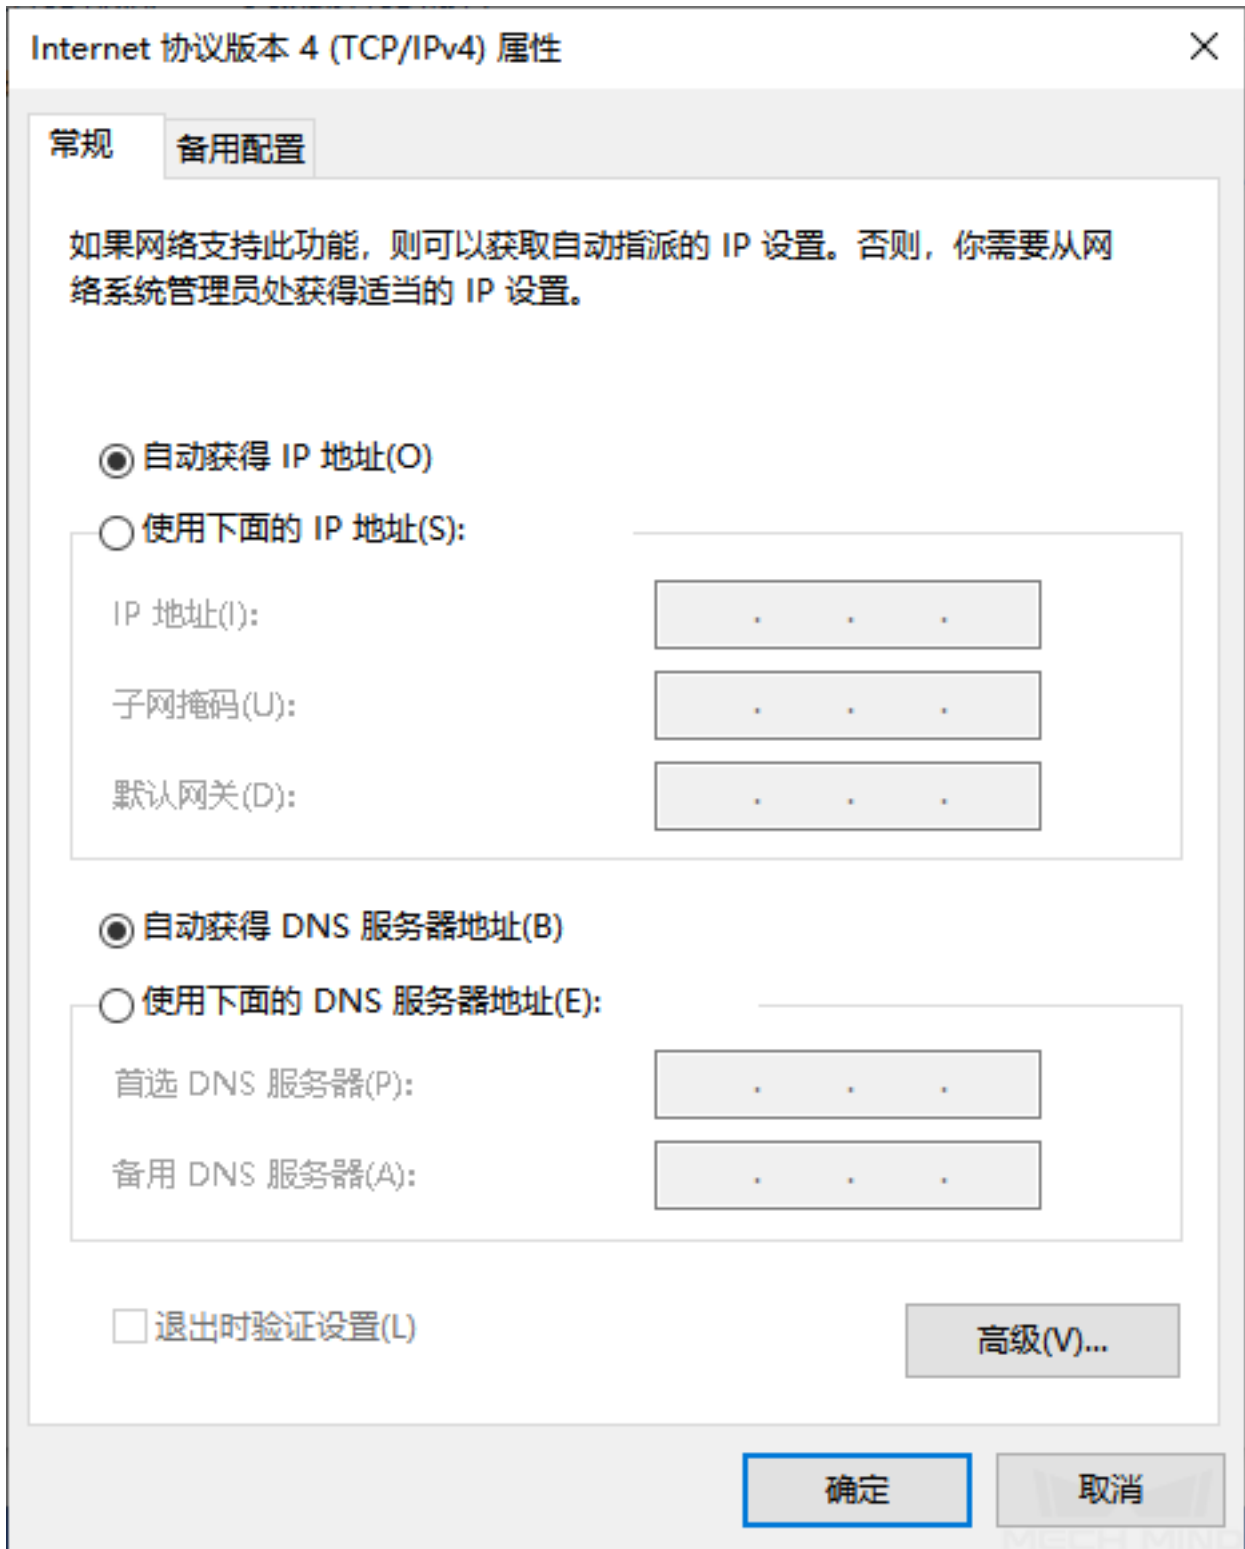 Internet 协议版本 4 (TCP/IPv4) 属性
常规
备用配置
如果网络支持此功能，则可以获取自动指派的 IP 设置。否则，你需要从网
络系统管理员处获得适当的 IP 设置。
自动获得 IP 地址(O)
使用下面的 IP 地址(S):
IP 地址(I):
. . .
子网掩码(U):
. . .
默认网关(D):
. . .
自动获得 DNS 服务器地址(B)
使用下面的 DNS 服务器地址(E):
首选 DNS 服务器(P):
. . .
备用 DNS 服务器(A):
. . .
退出时验证设置(L)
高级(V)...
确定
取消
MECH MIND